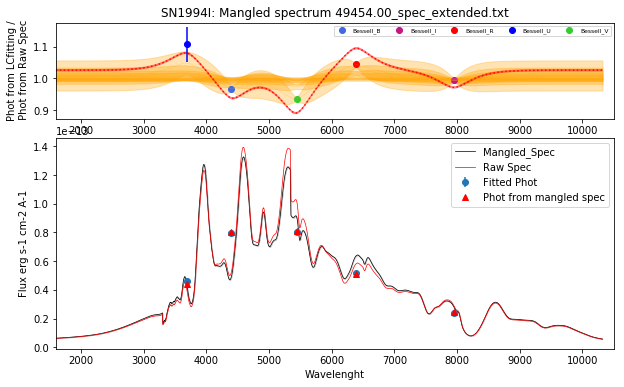 SN1994I: Mangled spectrum 49454.00_spec_extended.txt
Phot from LCfitting /
Phot from Raw Spec
1.1
1.0
0.9
Bessell_B
Bessell_I
Bessell_R
Bessell_U
Bessell_V
2000 3000 4000 5000 6000 7000 8000 9000 10000
1e−13
Flux erg s-1 cm-2 A-1
1.4
1.2
1.0
0.8
0.6
0.4
0.2
0.0
Mangled_Spec
Raw Spec
Fitted Phot
Phot from mangled spec
2000 3000 4000 5000 6000 7000 8000 9000 10000
Wavelenght